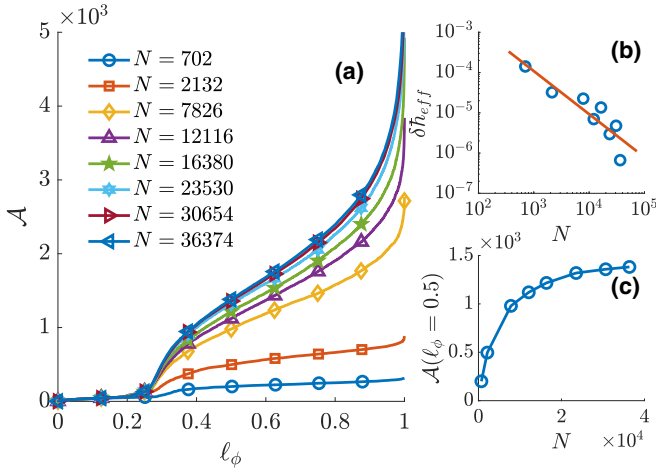 5 ×10³
4
3
2
1
0
𝒜
0 0.2 0.4 0.6 0.8 1
ℓ_ϕ
(a)
N = 702
N = 2132
N = 7826
N = 12116
N = 16380
N = 23530
N = 30654
N = 36374
(b)
10⁻³
10⁻⁴
10⁻⁵
10⁻⁶
10⁻⁷
δℏ_eff
10² 10³ 10⁴ 10⁵
N
×10³
1.5
1
0.5
0
𝒜(ℓ_ϕ = 0.5)
(c)
0 2 4
N ×10⁴